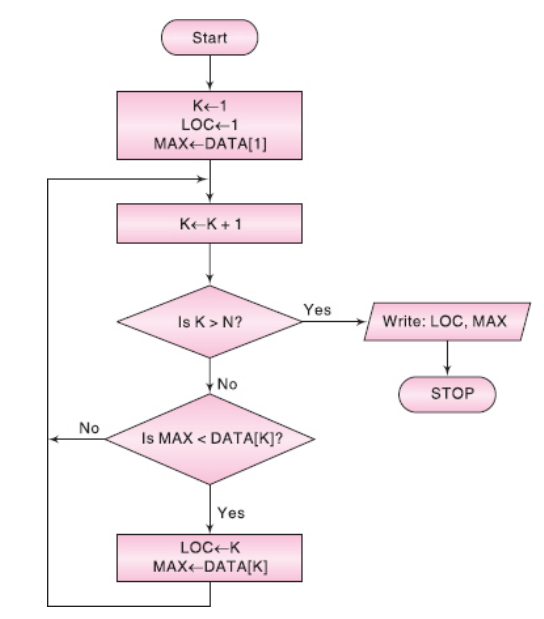 Start
K←1
LOC←1
MAX←DATA[1]
K←K + 1
Is K > N?
Yes
Write: LOC, MAX
STOP
No
Is MAX < DATA[K]?
No
Yes
LOC←K
MAX←DATA[K]